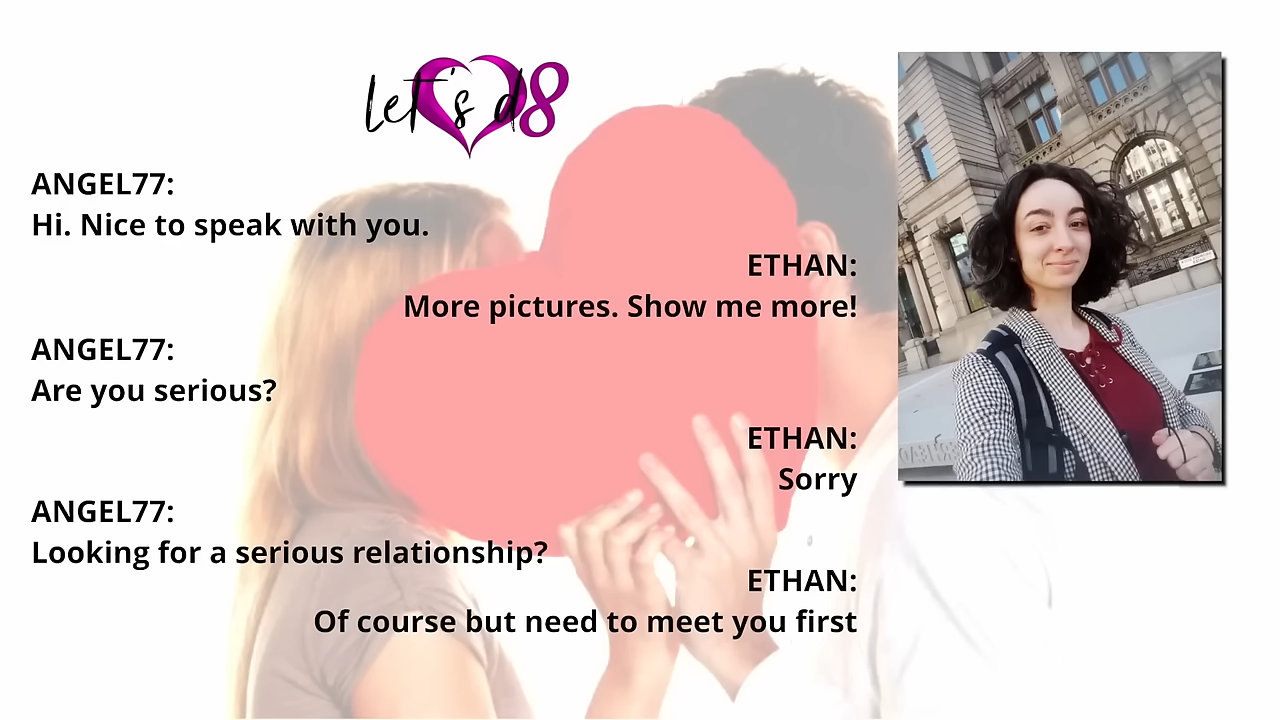 Let's d8
ANGEL77:
Hi. Nice to speak with you.
ETHAN:
More pictures. Show me more!
ANGEL77:
Are you serious?
ETHAN:
Sorry
ANGEL77:
Looking for a serious relationship?
ETHAN:
Of course but need to meet you first